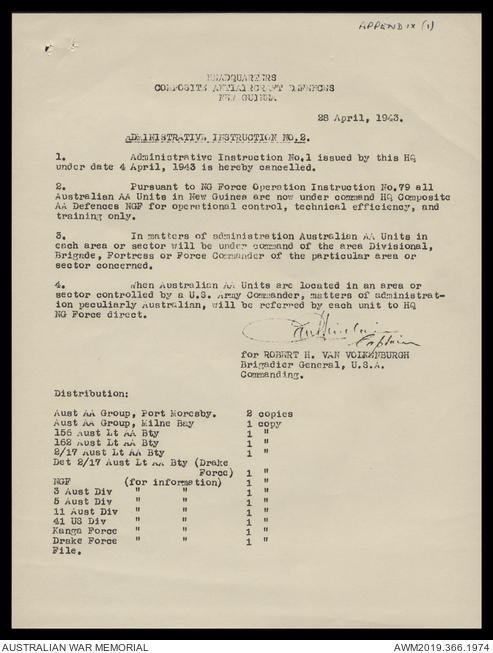 APPENDIX (1)
HEADQUARTERS
COMPOSITE ANTIAIRCRAFT DEFENCES
NEW GUINEA
28 April, 1943.
ADMINISTRATIVE INSTRUCTION NO.2.
1. Administrative Instruction No.1 issued by this HQ
under date 4 April, 1943 is hereby cancelled.
2. Pursuant to NG Force Operation Instruction No.79 all
Australian AA Units in New Guinea are now under command HQ Composite
AA Defences NGF for operational control, technical efficiency, and
training only.
3. In matters of administration Australian AA Units in
each area or sector will be under command of the area Divisional,
Brigade, Fortress or Force Commander of the particular area or
sector concerned.
4. When Australian AA Units are located in an area or
sector controlled by a U.S. Army Commander, matters of administrat-
ion peculiarly Australian, will be referred by each unit to HQ
NG Force direct.
Captain
for ROBERT H. VAN VOLKENBURGH
Brigadier General, U.S.A.
Commanding.
Distribution:
Aust AA Group, Port Moresby. 2 copies
Aust AA Group, Milne Bay 1 copy
156 Aust Lt AA Bty 1 "
162 Aust Lt AA Bty 1 "
2/17 Aust Lt AA Bty 1 "
Det 2/17 Aust Lt AA Bty (Drake
Force) 1 "
NGF (for information) 1 "
3 Aust Div " " 1 "
5 Aust Div " " 1 "
11 Aust Div " " 1 "
41 US Div " " 1 "
Kanga Force " " 1 "
Drake Force " " 1 "
File.
AUSTRALIAN WAR MEMORIAL
AWM2019.366.1974